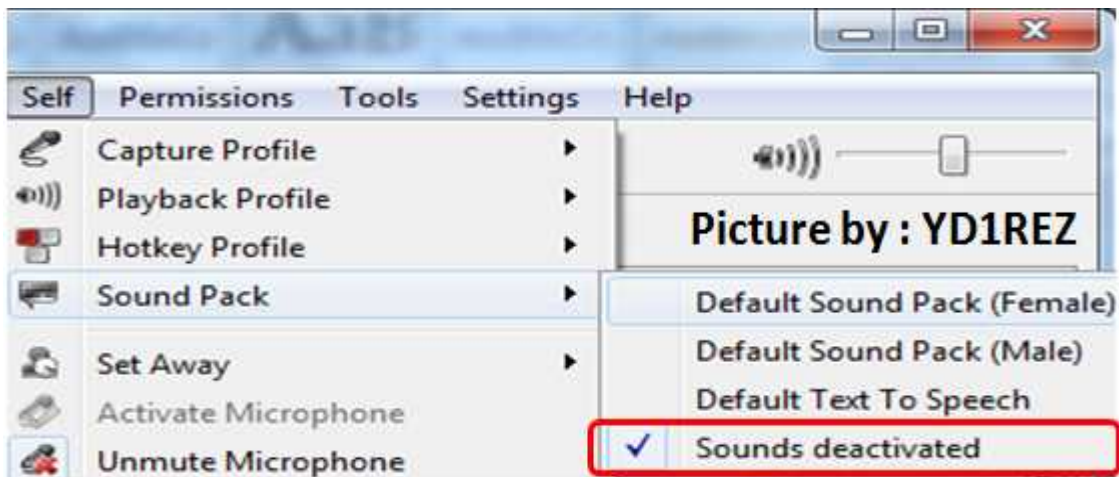 Self Permissions Tools Settings Help
Capture Profile
Playback Profile
Hotkey Profile
Sound Pack
Set Away
Activate Microphone
Unmute Microphone
Picture by : YD1REZ
Default Sound Pack (Female)
Default Sound Pack (Male)
Default Text To Speech
Sounds deactivated